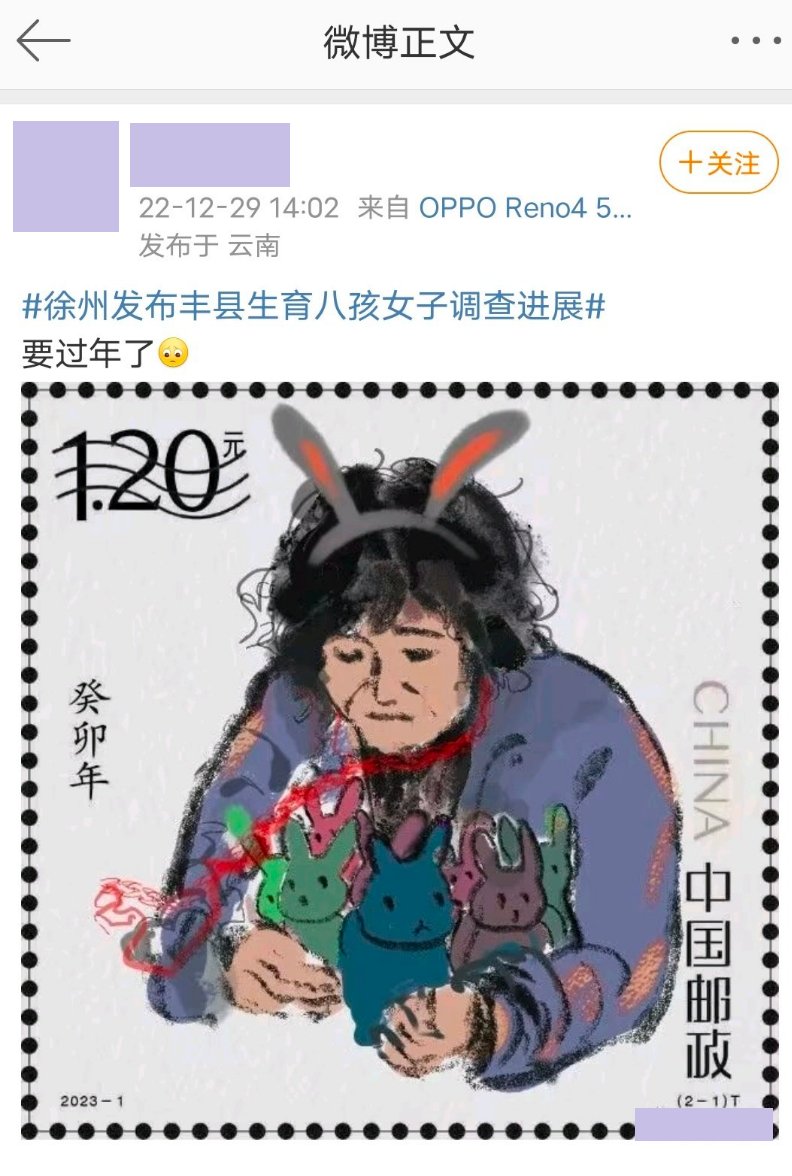 微博正文
+关注
22-12-29 14:02 来自 OPPO Reno4 5...
发布于 云南
#徐州发布丰县生育八孩女子调查进展#
要过年了🥺
1.20元
癸卯年
CHINA
中国邮政
2023-1
(2-1)T